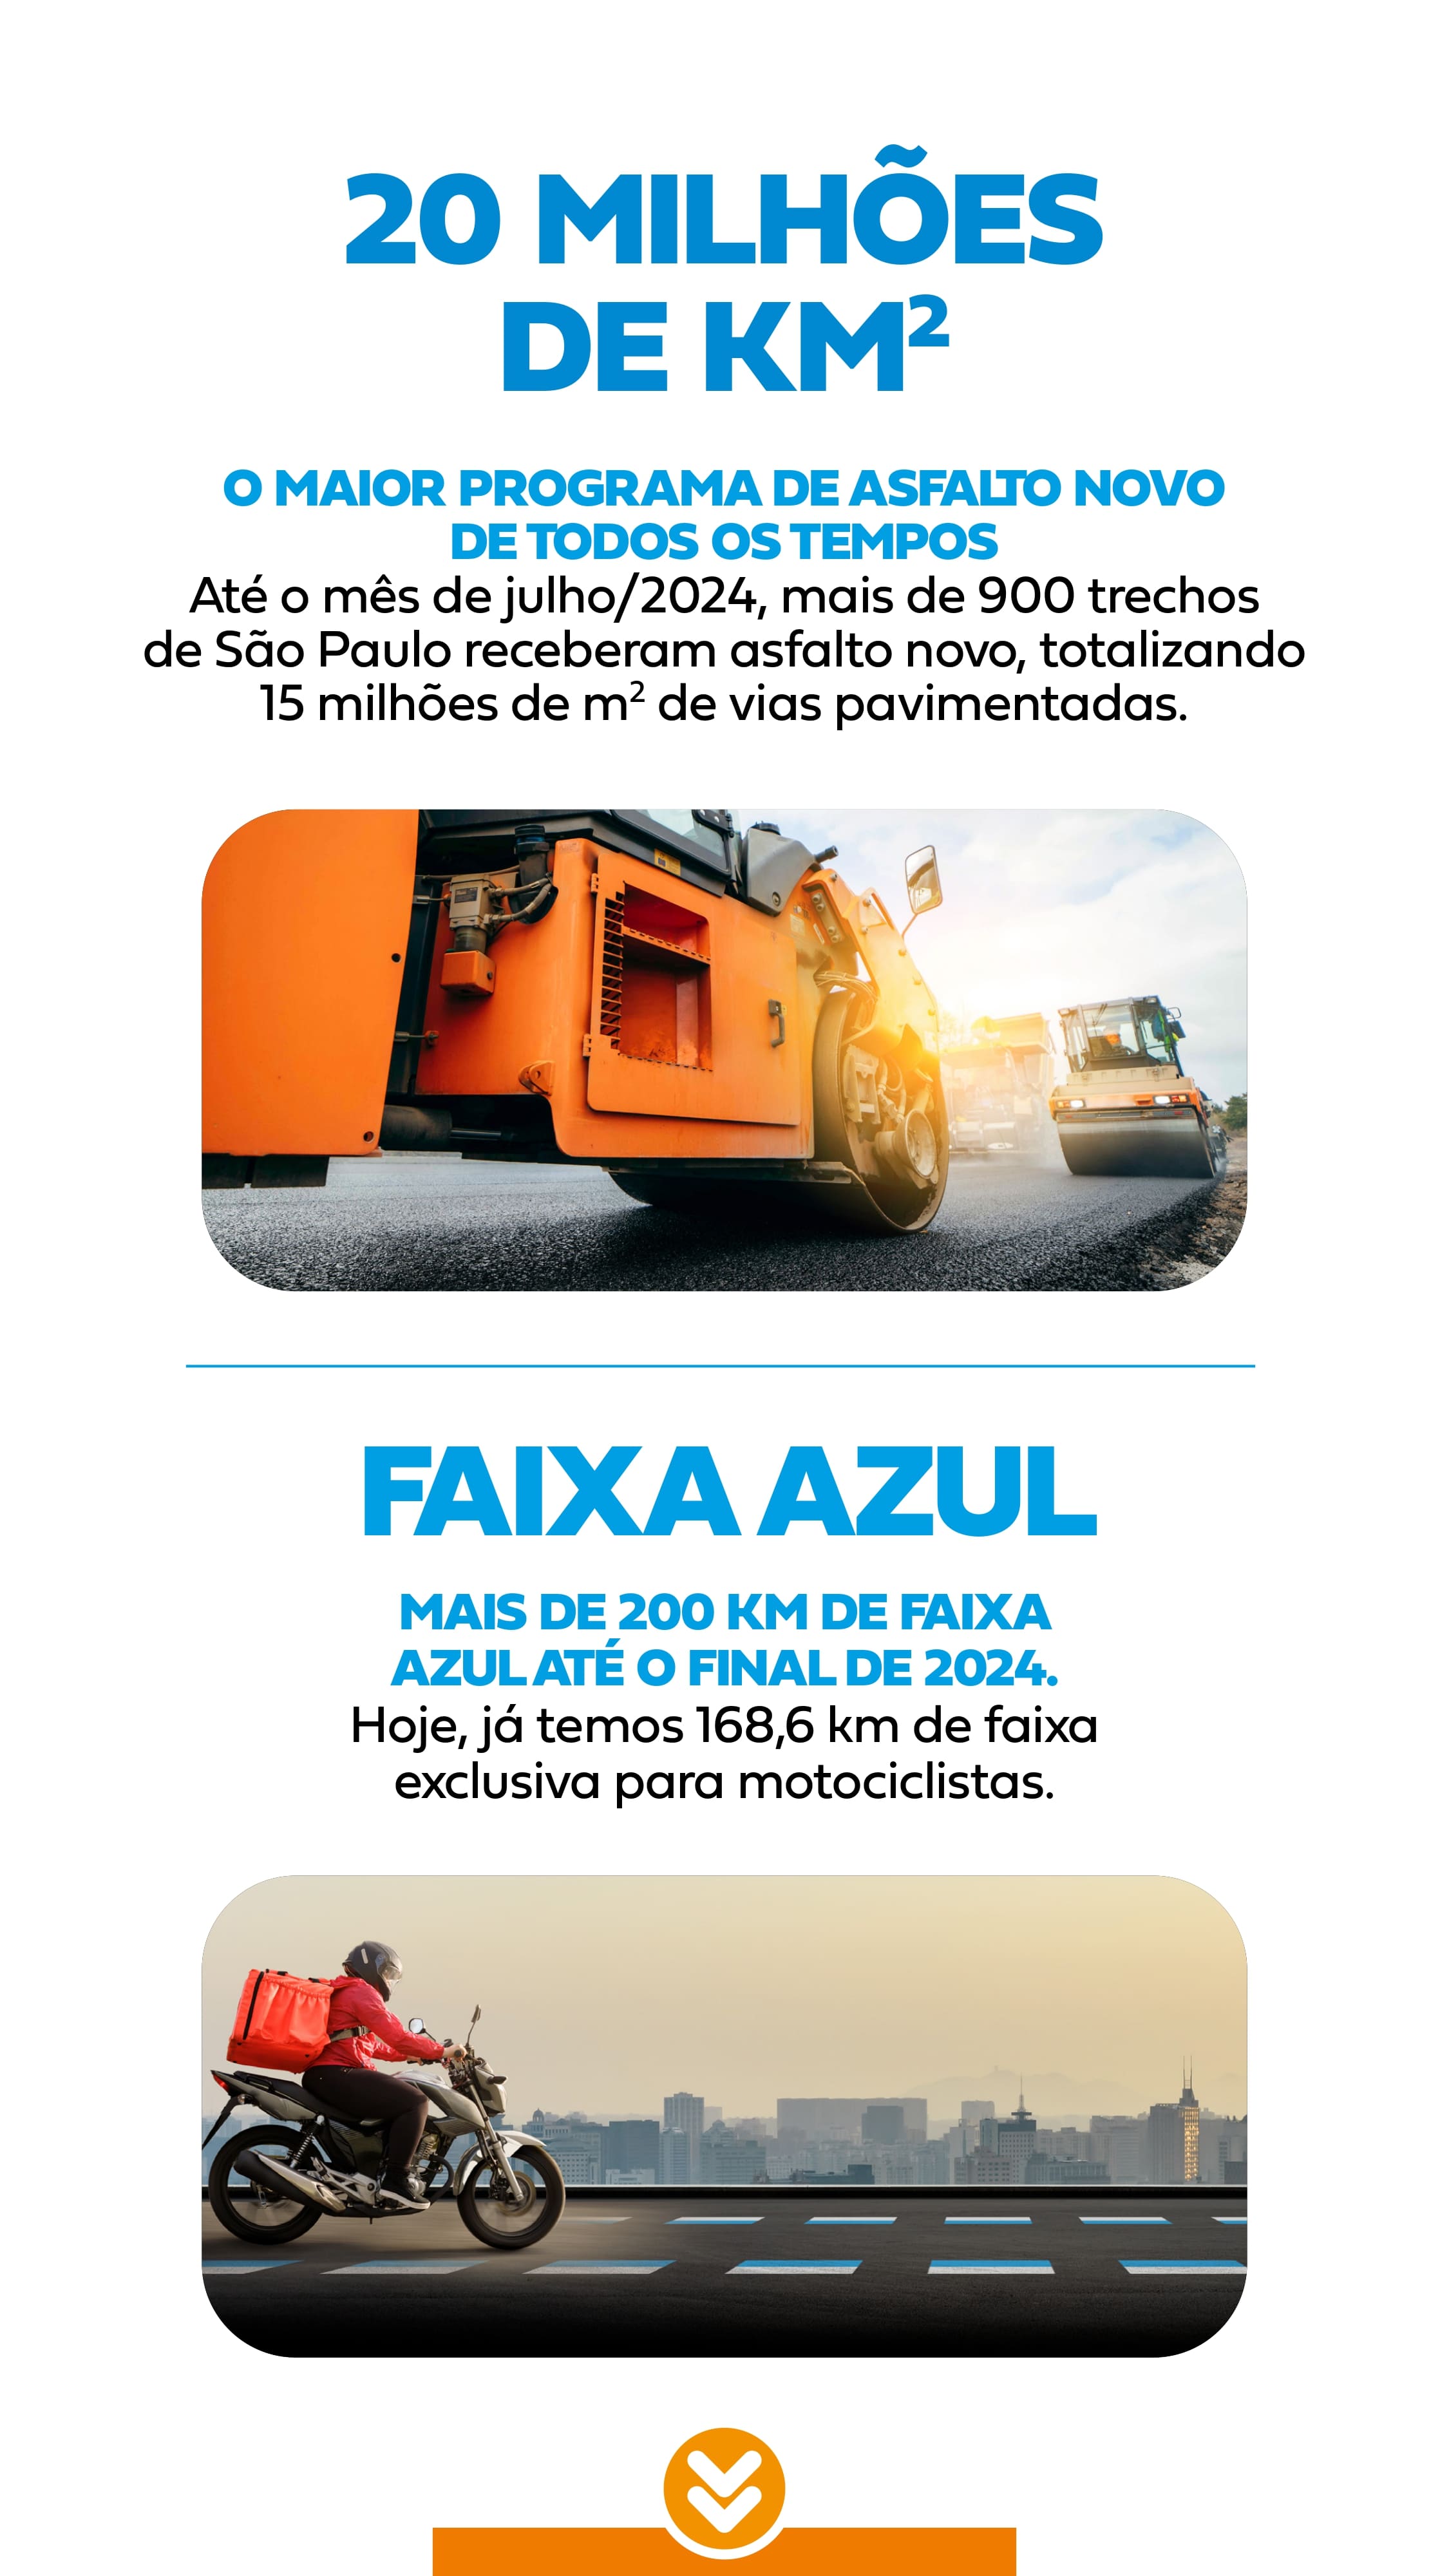 20 MILHÕES
DE KM²
O MAIOR PROGRAMA DE ASFALTO NOVO
DE TODOS OS TEMPOS
Até o mês de julho/2024, mais de 900 trechos
de São Paulo receberam asfalto novo, totalizando
15 milhões de m² de vias pavimentadas.
FAIXA AZUL
MAIS DE 200 KM DE FAIXA
AZUL ATÉ O FINAL DE 2024.
Hoje, já temos 168,6 km de faixa
exclusiva para motociclistas.